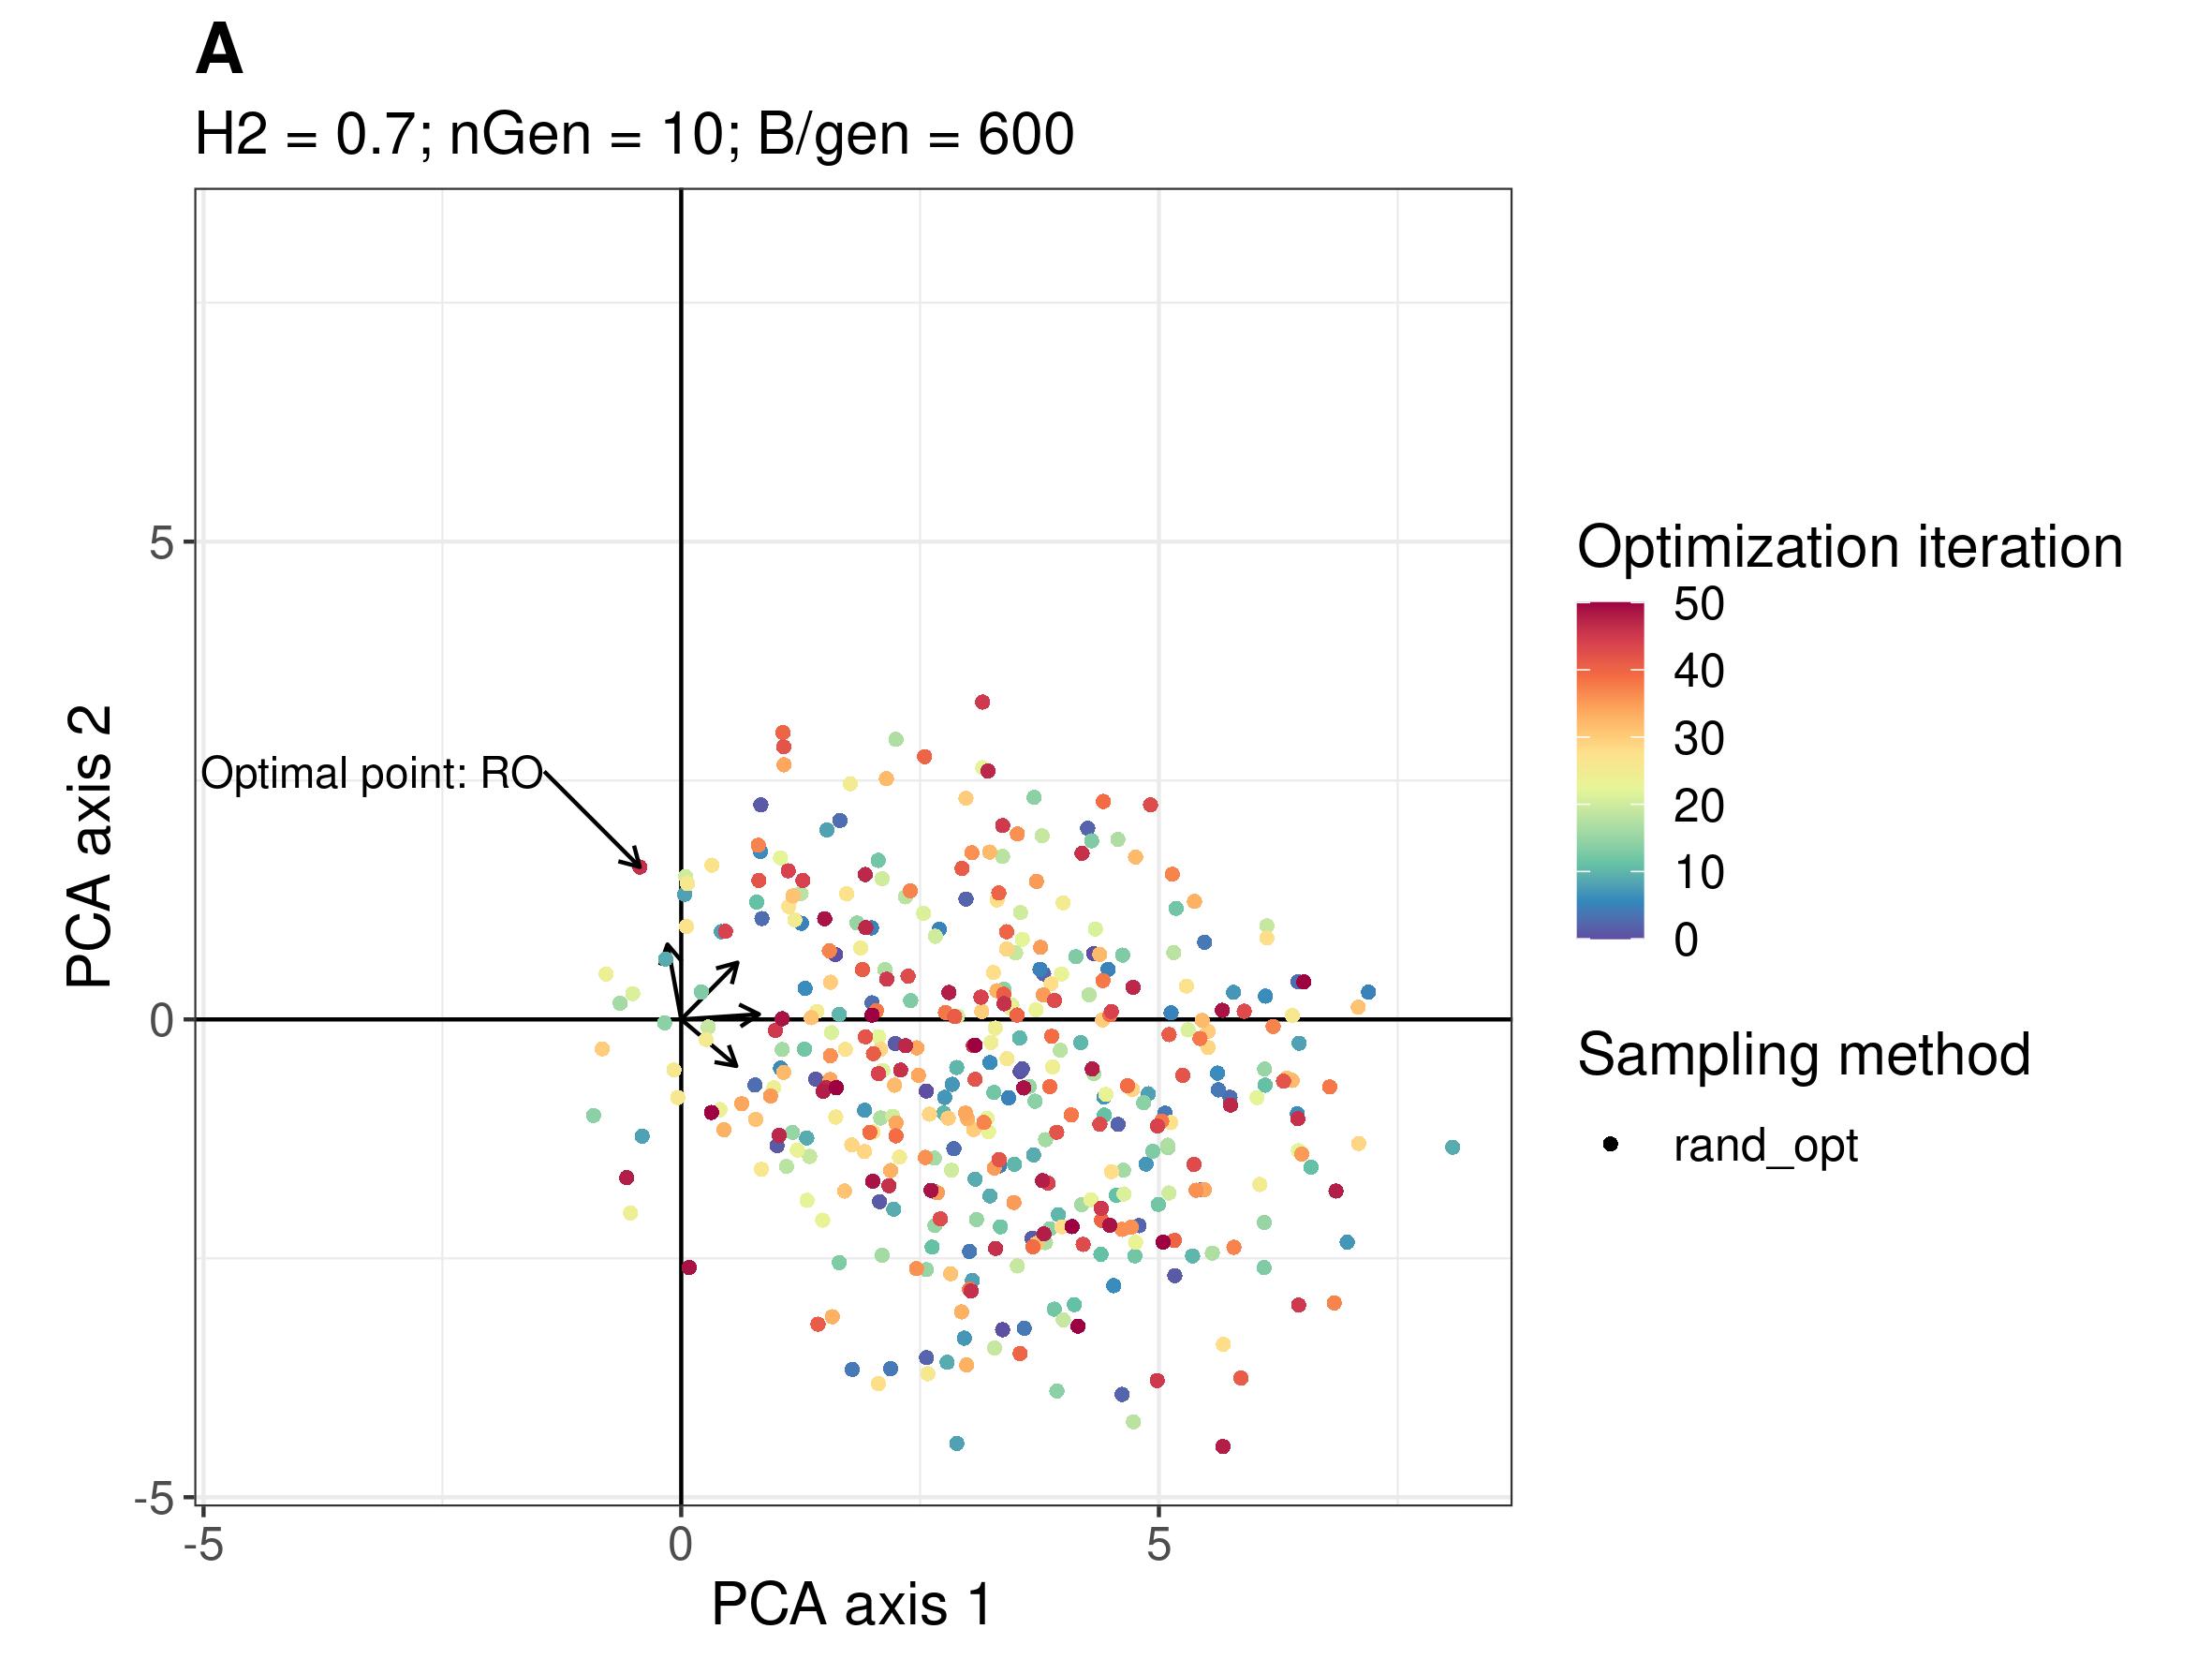 A
H2 = 0.7; nGen = 10; B/gen = 600
PCA axis 2
5
0
-5
Optimal point: RO
-5
0
5
PCA axis 1
Optimization iteration
50
40
30
20
10
0
Sampling method
rand_opt